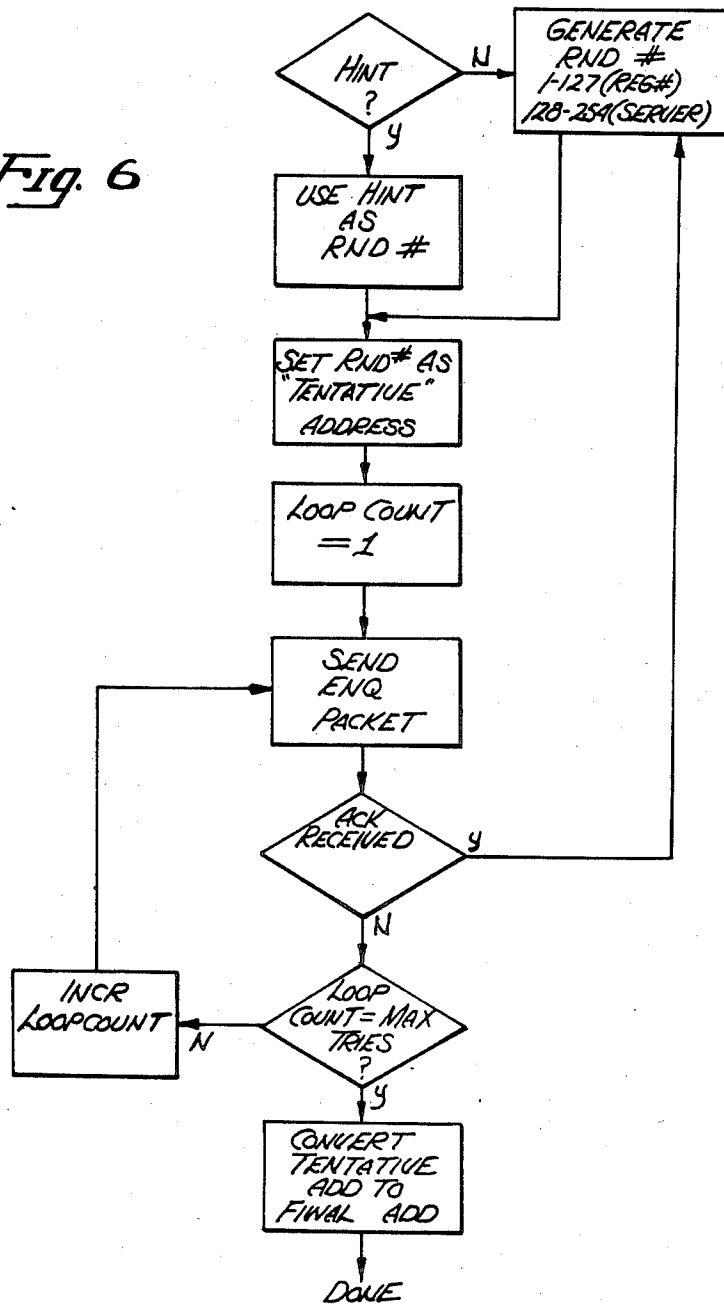 Fig. 6
HINT
?
N
Y
GENERATE
RND #
1-127(REG#)
128-254(SERVER)
USE HINT
AS
RND #
SET RND# AS
"TENTATIVE"
ADDRESS
LOOP COUNT
=1
SEND
ENQ
PACKET
ACK
RECEIVED
Y
N
LOOP
COUNT=MAX
TRIES
?
N
Y
INCR
LOOPCOUNT
CONVERT
TENTATIVE
ADD TO
FINAL ADD
DONE